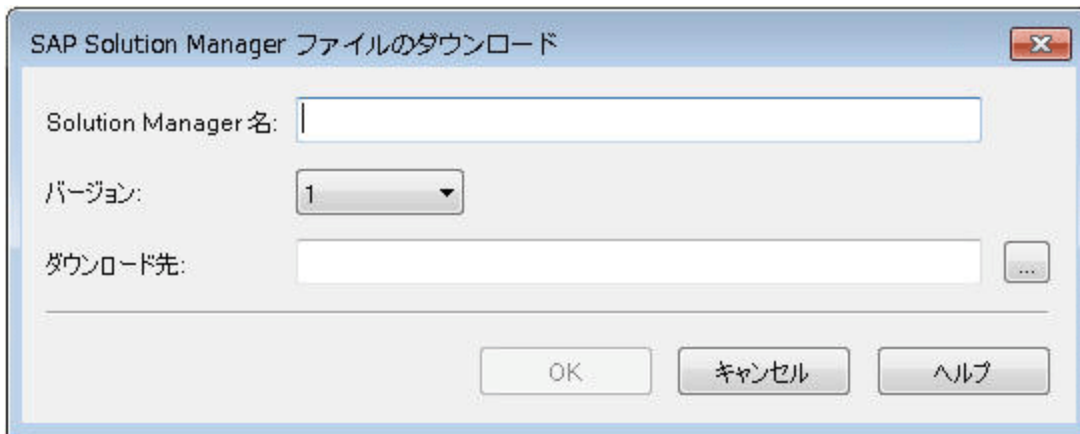 SAP Solution Manager ファイルのダウンロード
Solution Manager 名:
バージョン:
1
ダウンロード先:
...
OK
キャンセル
ヘルプ